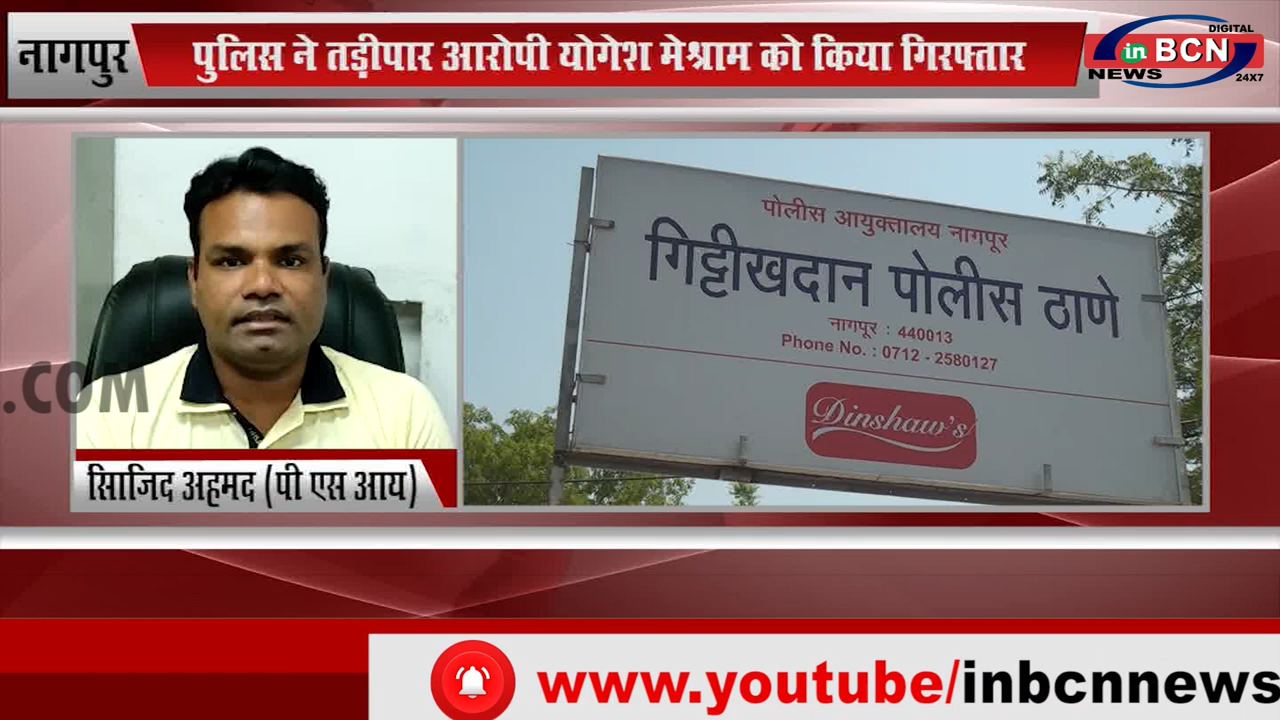 नागपुर
पुलिस ने तड़ीपार आरोपी योगेश मेश्राम को किया गिरफ्तार
DIGITAL
in BCN
NEWS 24X7
पोलीस आयुक्तालय नागपूर
गिट्टीखदान पोलीस ठाणे
नागपूर : 440013
Phone No. : 0712 - 2580127
Dinshaw's
.COM
सिाजिद अहमद (पी एस आय)
www.youtube/inbcnnews